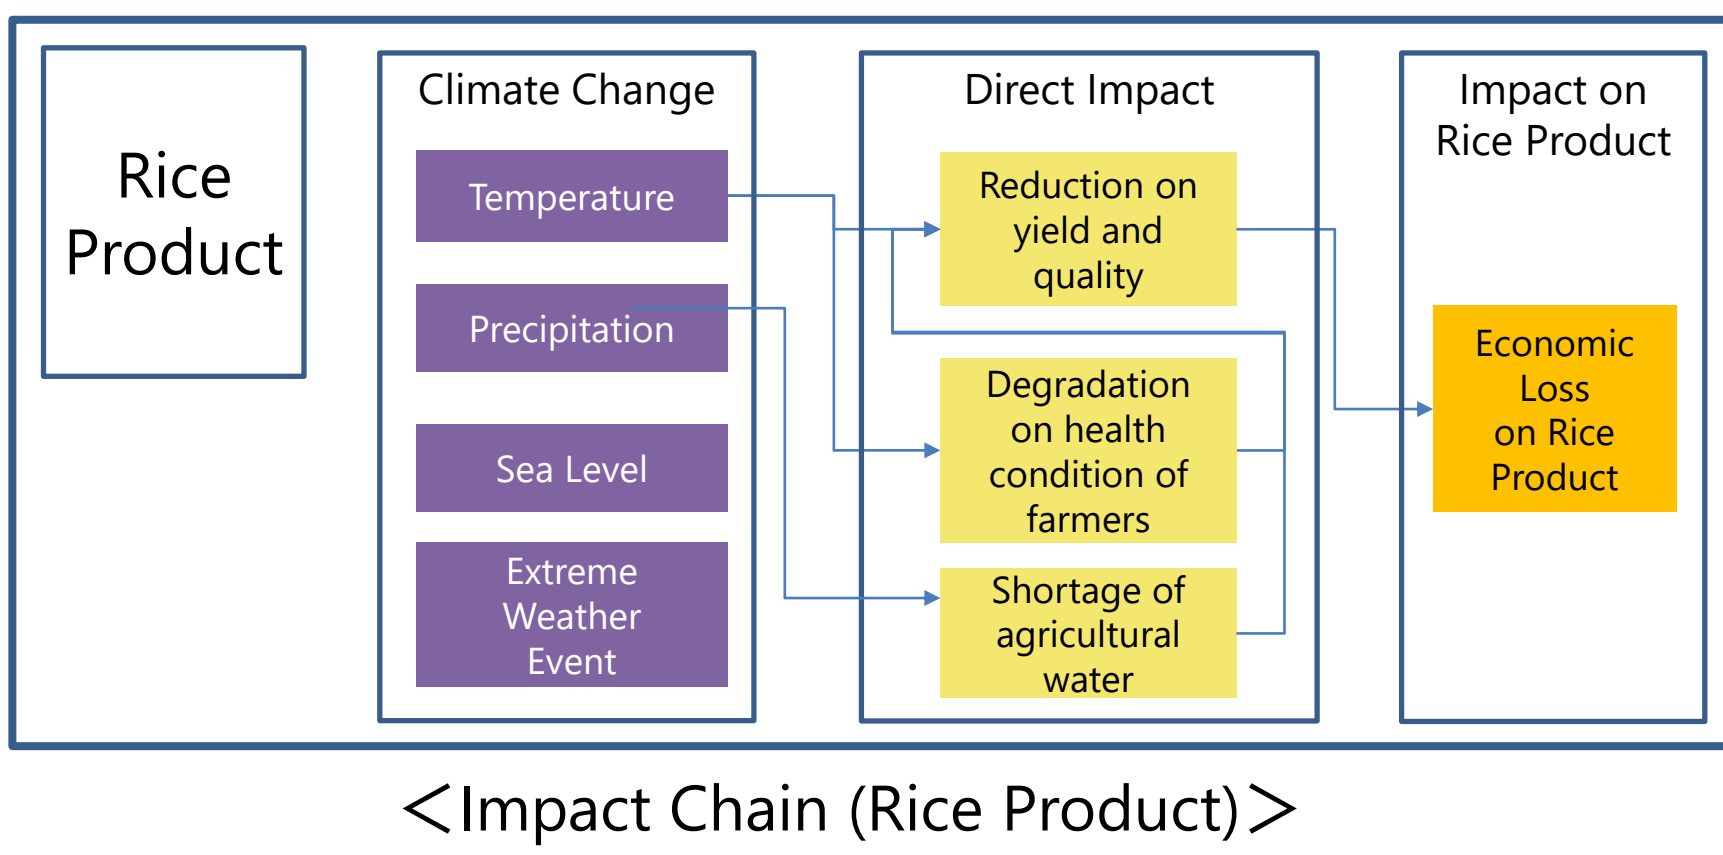 Rice
Product
Climate Change
Temperature
Precipitation
Sea Level
Extreme
Weather
Event
Direct Impact
Reduction on
yield and
quality
Degradation
on health
condition of
farmers
Shortage of
agricultural
water
Impact on
Rice Product
Economic
Loss
on Rice
Product
＜Impact Chain (Rice Product)＞